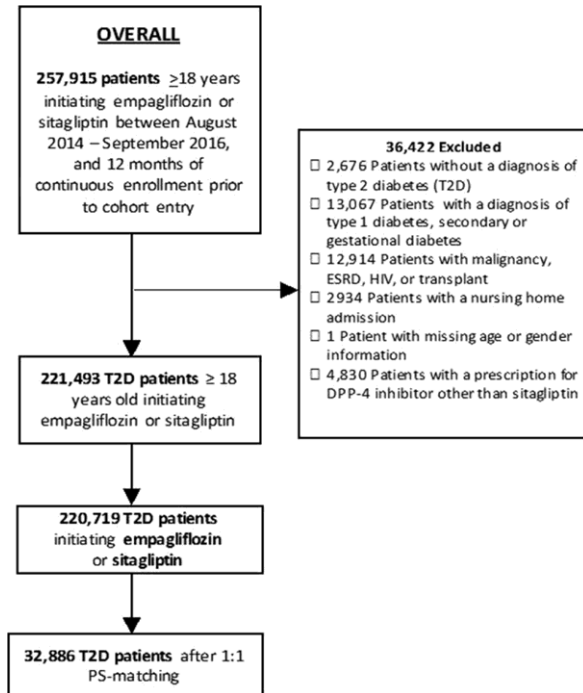 OVERALL
257,915 patients ≥18 years
initiating empagliflozin or
sitagliptin between August
2014 – September 2016,
and 12 months of
continuous enrollment prior
to cohort entry
36,422 Excluded
□ 2,676 Patients without a diagnosis of
type 2 diabetes (T2D)
□ 13,067 Patients with a diagnosis of
type 1 diabetes, secondary or
gestational diabetes
□ 12,914 Patients with malignancy,
ESRD, HIV, or transplant
□ 2934 Patients with a nursing home
admission
□ 1 Patient with missing age or gender
information
□ 4,830 Patients with a prescription for
DPP-4 inhibitor other than sitagliptin
221,493 T2D patients ≥ 18
years old initiating
empagliflozin or sitagliptin
220,719 T2D patients
initiating empagliflozin
or sitagliptin
32,886 T2D patients after 1:1
PS-matching